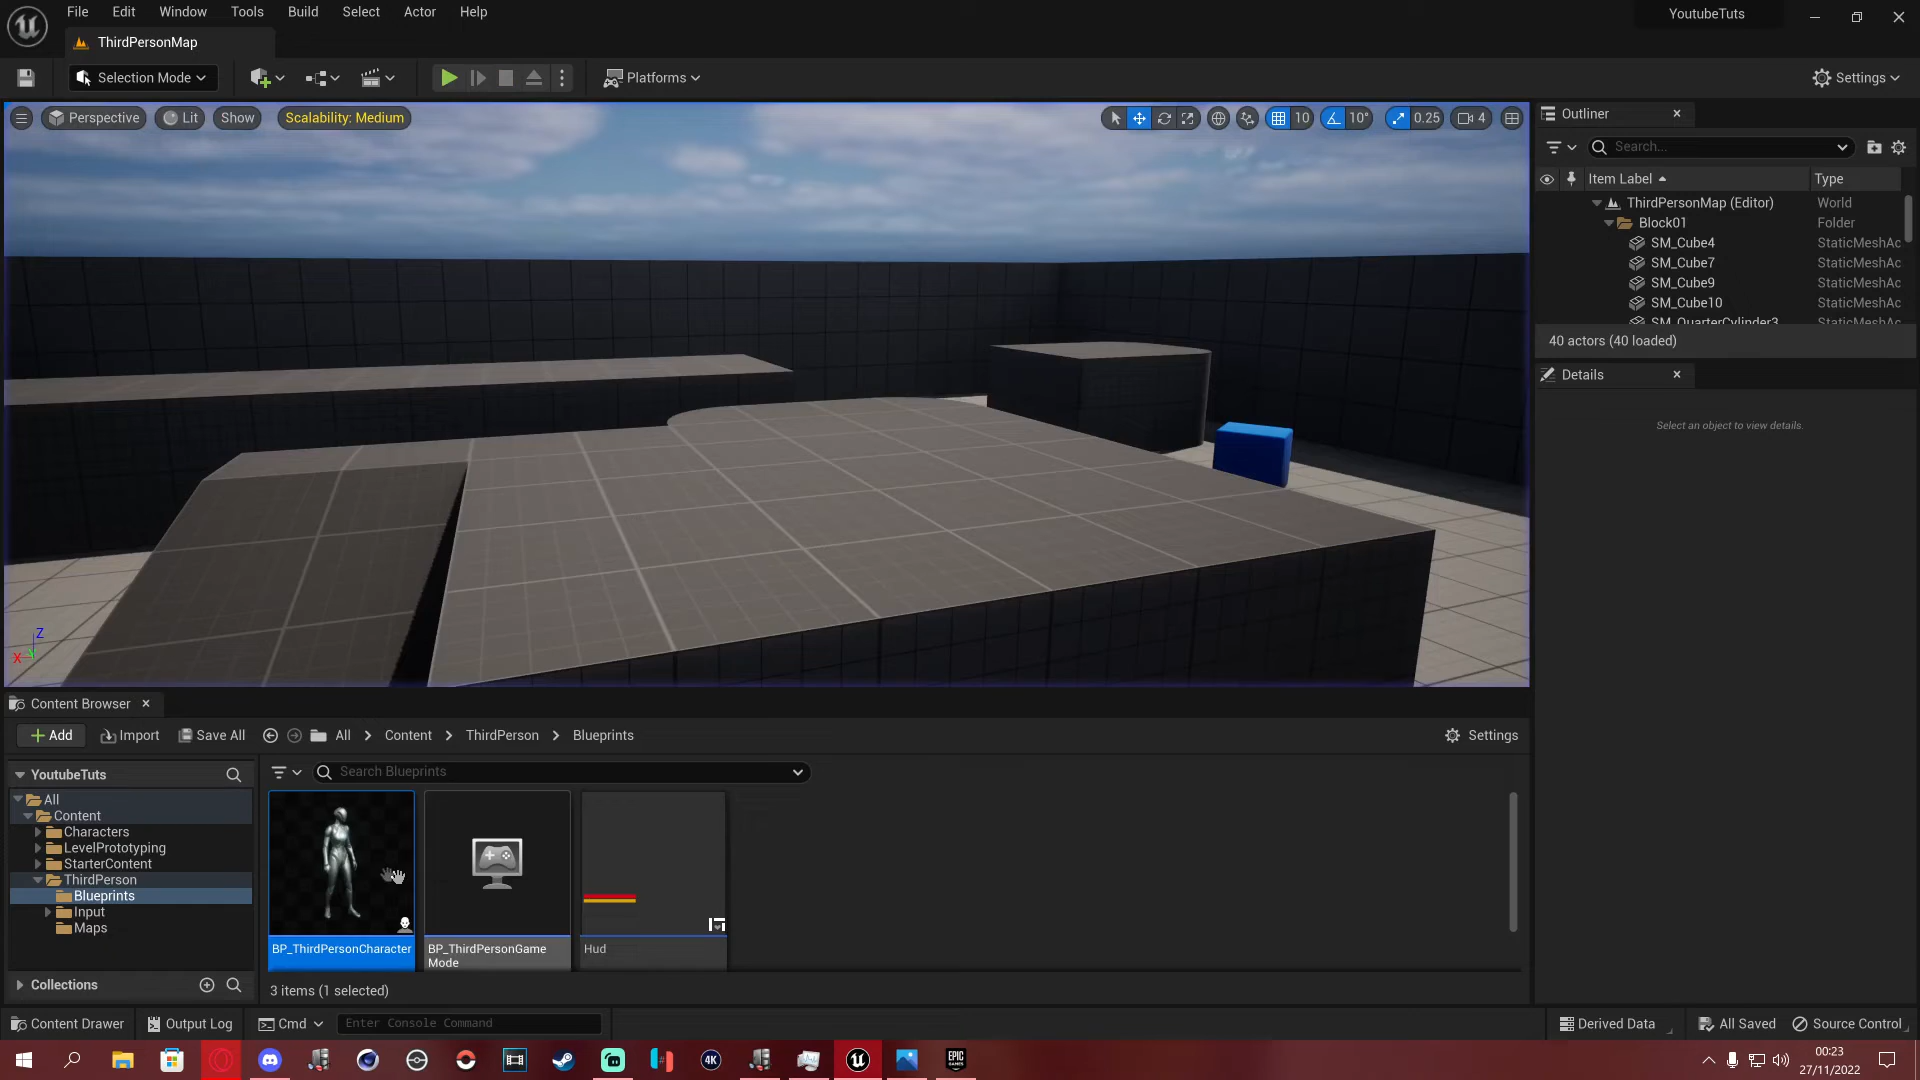 File Edit Window Tools Build Select Actor Help
YoutubeTuts
ThirdPersonMap
Selection Mode
Platforms
Settings
Perspective
Lit
Show
Scalability: Medium
10
10°
0.25
4
Outliner
Search...
Item Label
Type
ThirdPersonMap (Editor) World
Block01 Folder
SM_Cube4 StaticMeshAc
SM_Cube7 StaticMeshAc
SM_Cube9 StaticMeshAc
SM_Cube10 StaticMeshAc
SM_QuarterCylinder3 StaticMeshAc
40 actors (40 loaded)
Details
Select an object to view details.
Z
X
Content Browser
Add
Import
Save All
All
Content
ThirdPerson
Blueprints
Settings
YoutubeTuts
Search Blueprints
All
Content
Characters
LevelPrototyping
StarterContent
ThirdPerson
Blueprints
Input
Maps
BP_ThirdPersonCharacter
BP_ThirdPersonGame
Mode
Hud
Collections
3 items (1 selected)
Content Drawer
Output Log
Cmd
Enter Console Command
Derived Data
All Saved
Source Control
4K
EPIC
GAMES
00:23
27/11/2022